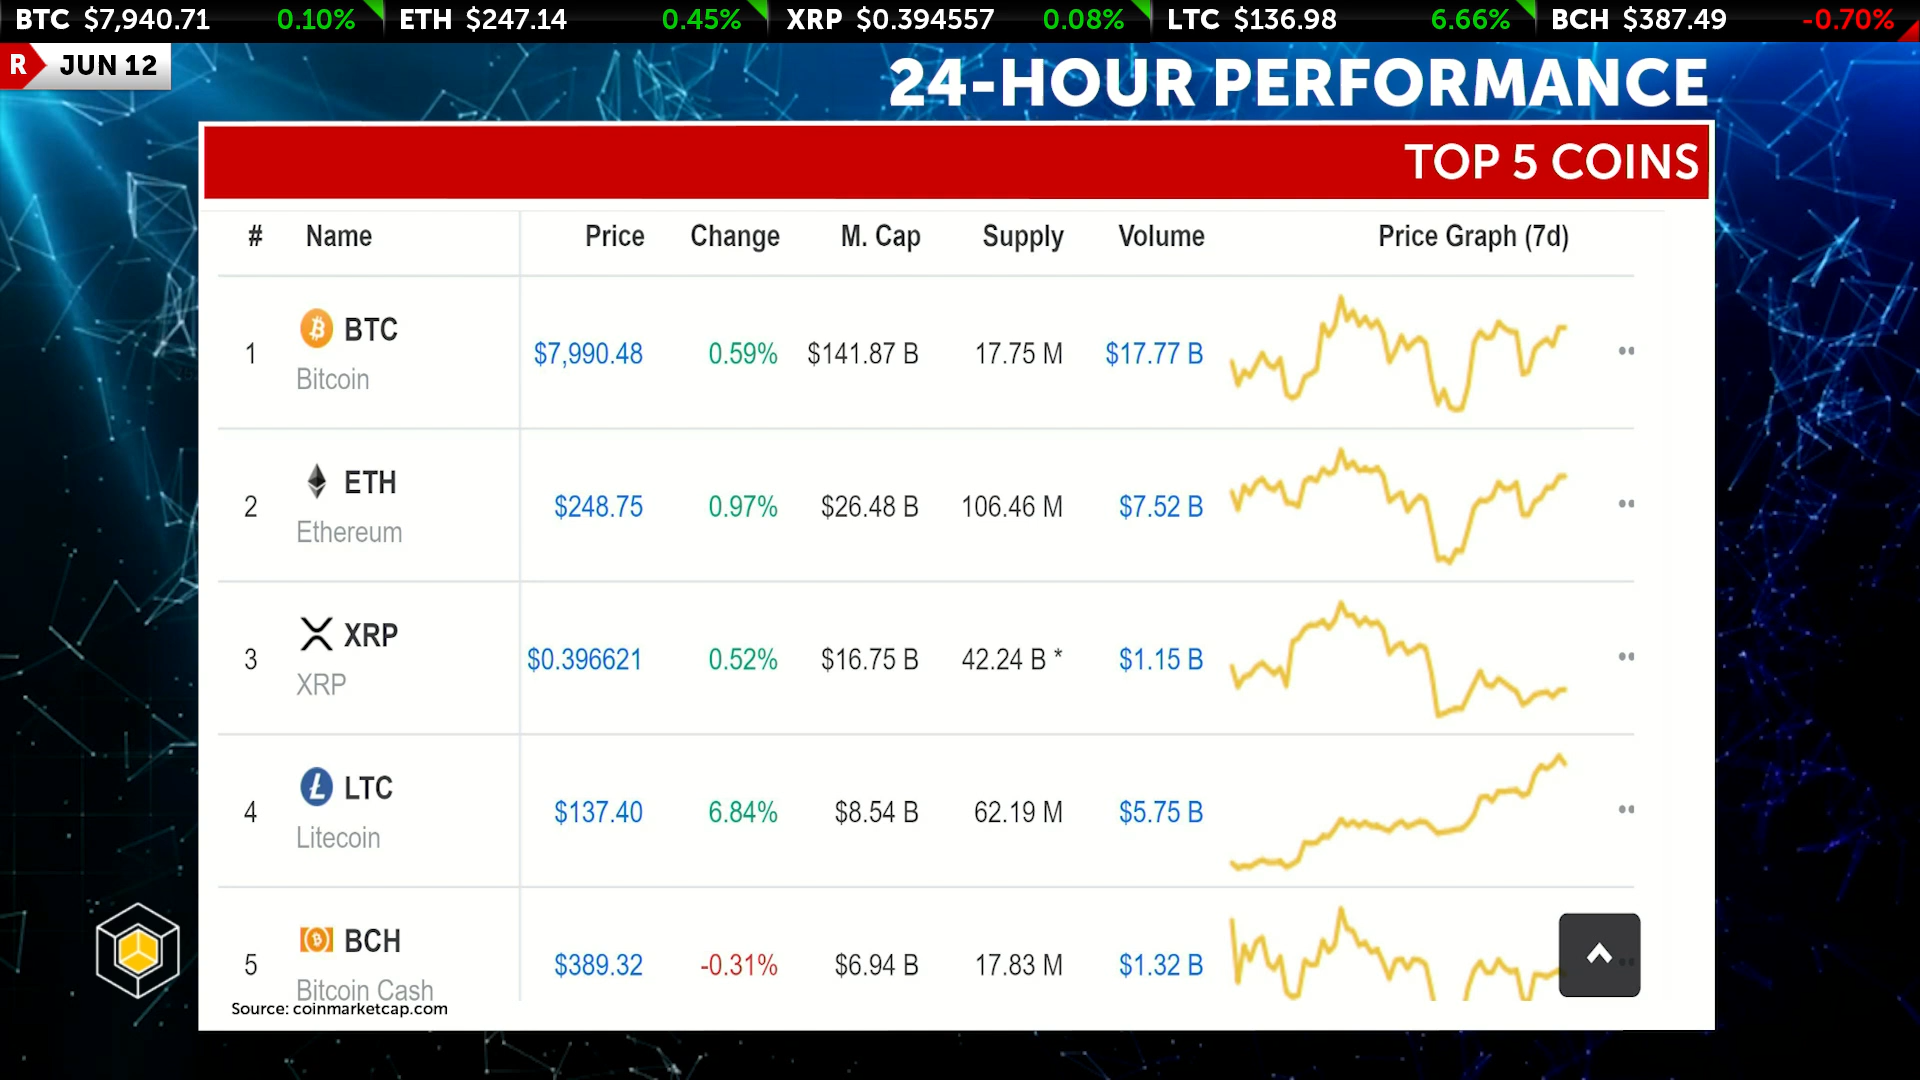 BTC $7,940.71 0.10% ETH $247.14 0.45% XRP $0.394557 0.08% LTC $136.98 6.66% BCH $387.49 -0.70%
R JUN 12
24-HOUR PERFORMANCE
TOP 5 COINS
# Name Price Change M. Cap Supply Volume Price Graph (7d)
BTC
1 $7,990.48 0.59% $141.87 B 17.75 M $17.77 B
Bitcoin
ETH
2 $248.75 0.97% $26.48 B 106.46 M $7.52 B
Ethereum
XRP
3 $0.396621 0.52% $16.75 B 42.24 B * $1.15 B
XRP
LTC
4 $137.40 6.84% $8.54 B 62.19 M $5.75 B
Litecoin
BCH
5 $389.32 -0.31% $6.94 B 17.83 M $1.32 B
Bitcoin Cash
Source: coinmarketcap.com